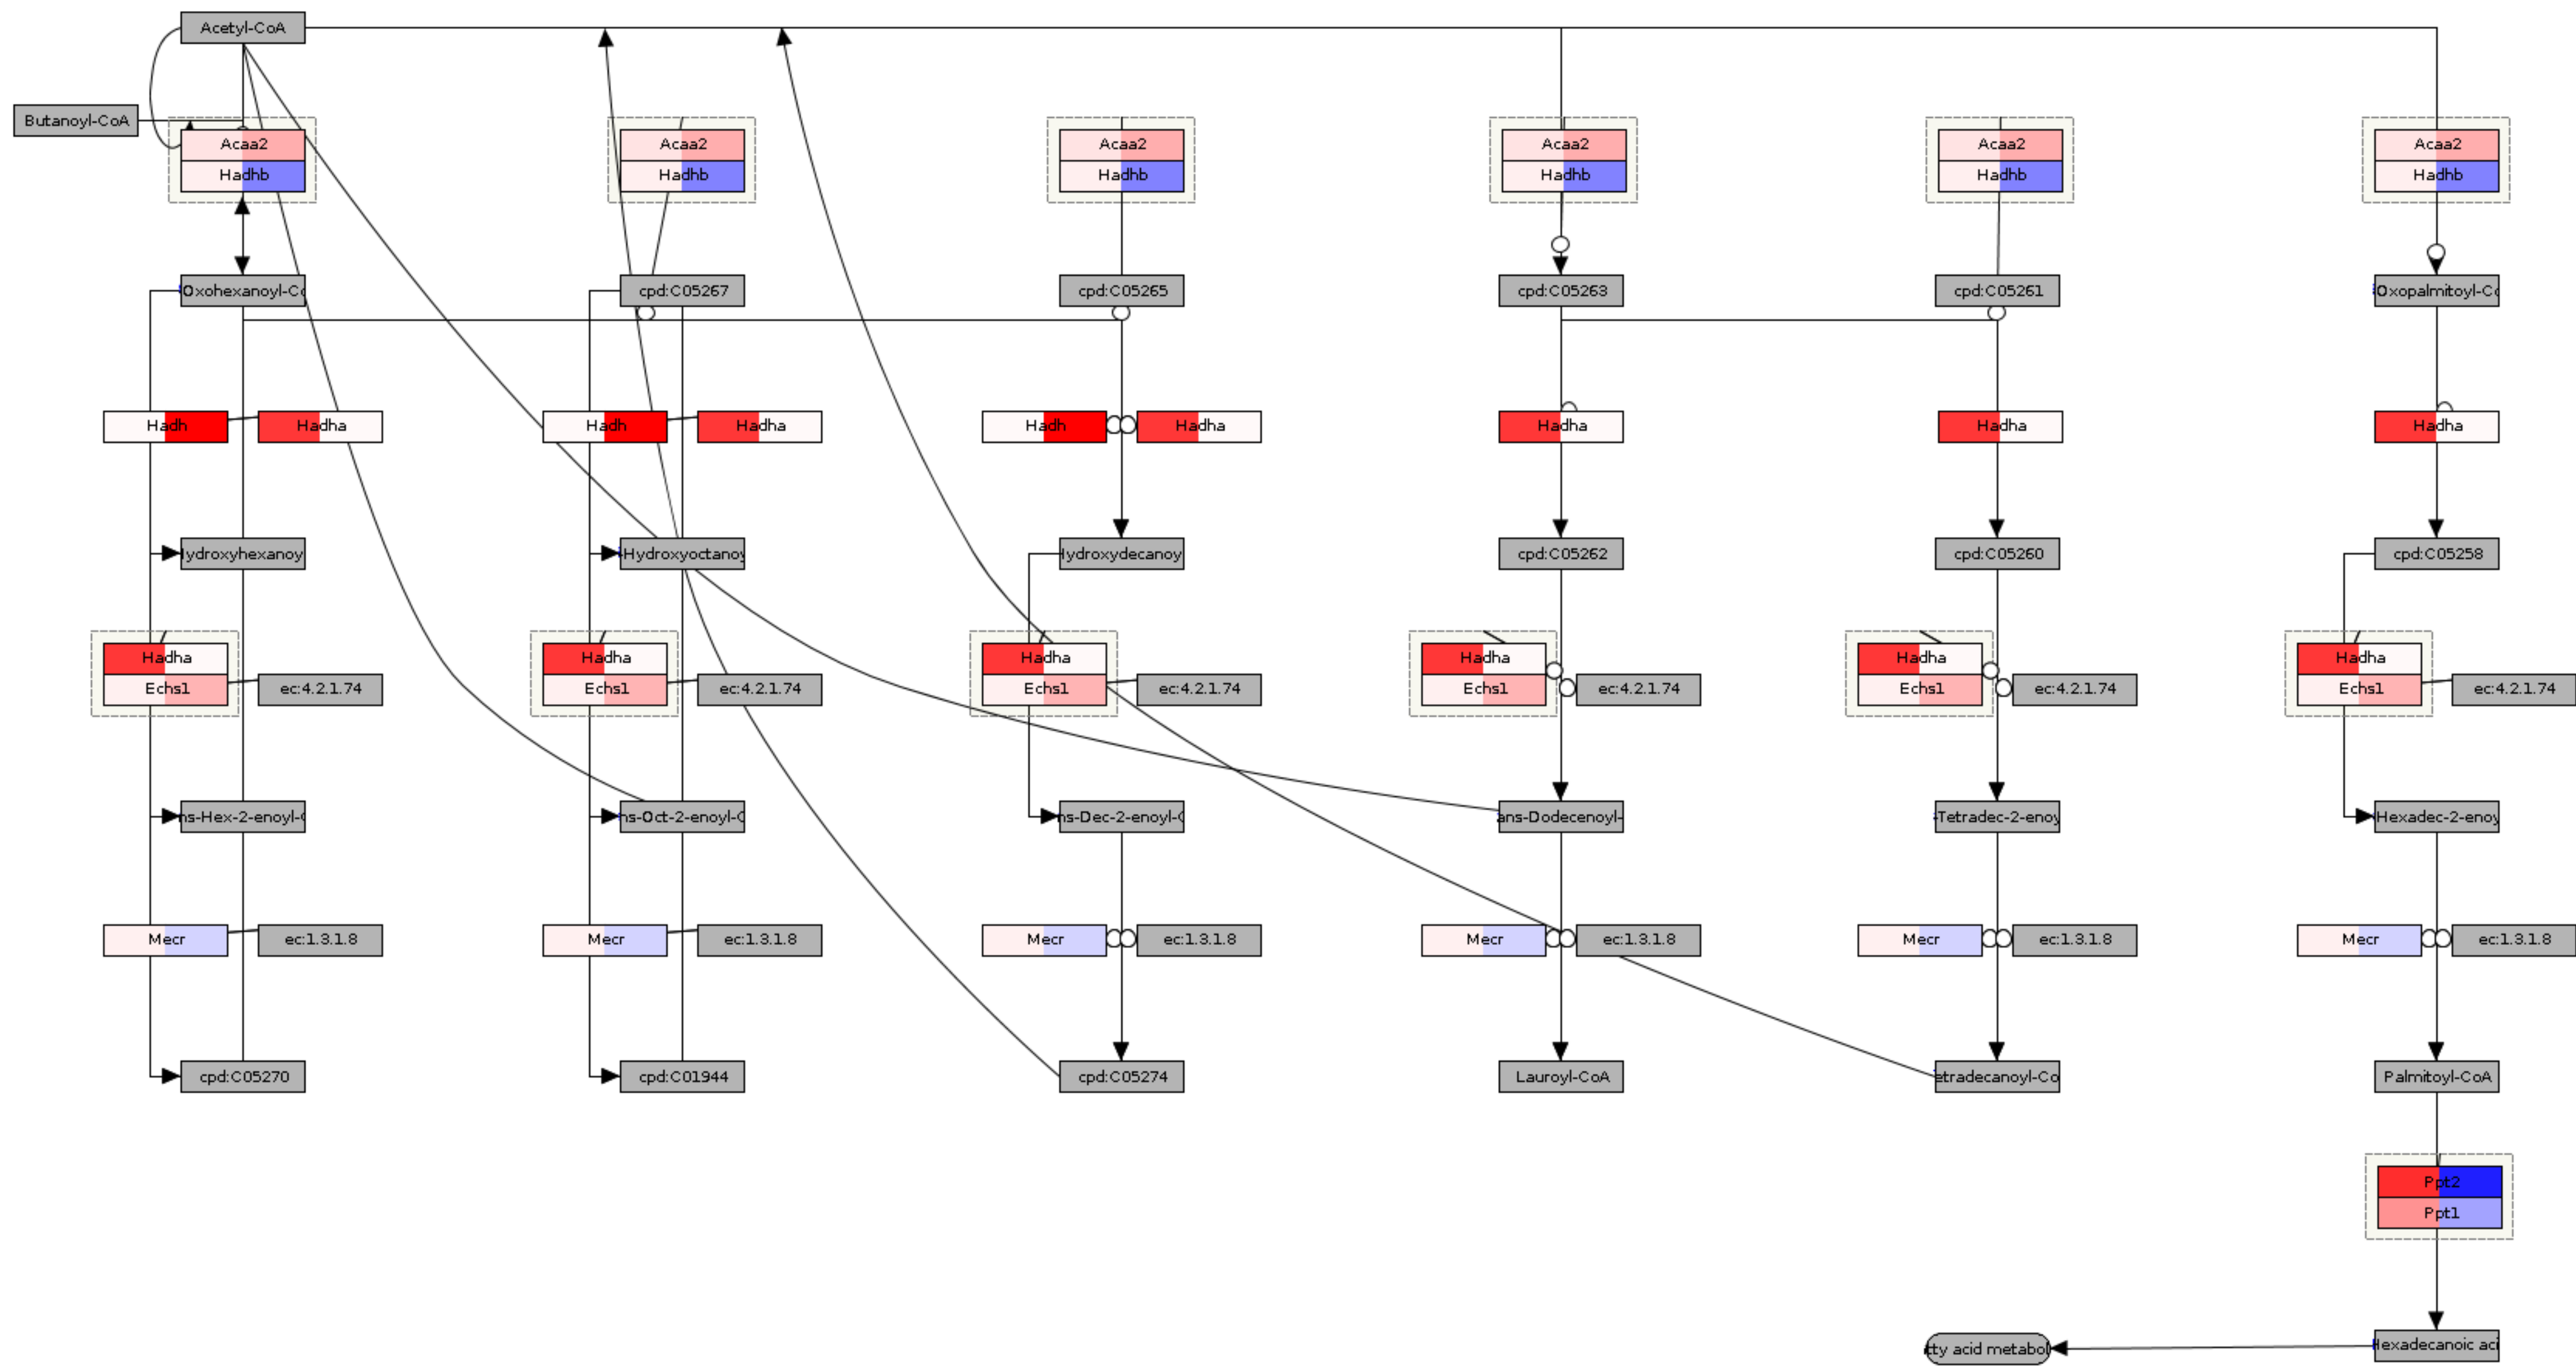 Acetyl-CoA
Butanoyl-CoA
Acaa2 Acaa2 Acaa2 Acaa2 Acaa2 Acaa2
Hadhb Hadhb Hadhb Hadhb Hadhb Hadhb
Oxohexanoyl-Co cpd:C05267 cpd:C05265 cpd:C05263 cpd:C05261 Oxopalmitoyl-Co
Hadh Hadha Hadh Hadha Hadh Hadha Hadha Hadha Hadha
ydroxyhexanoy -Hydroxyoctanoy Hydroxydecanoy cpd:C05262 cpd:C05260 cpd:C05258
Hadha Hadha Hadha Hadha Hadha Hadha
Echs1 ec:4.2.1.74 Echs1 ec:4.2.1.74 Echs1 ec:4.2.1.74 Echs1 ec:4.2.1.74 Echs1 ec:4.2.1.74 Echs1 ec:4.2.1.74
ns-Hex-2-enoyl-C ns-Oct-2-enoyl-C ns-Dec-2-enoyl-C ans-Dodecenoyl- -Tetradec-2-enoy Hexadec-2-enoy
Mecr ec:1.3.1.8 Mecr ec:1.3.1.8 Mecr ec:1.3.1.8 Mecr ec:1.3.1.8 Mecr ec:1.3.1.8 Mecr ec:1.3.1.8
cpd:C05270 cpd:C01944 cpd:C05274 Lauroyl-CoA etradecanoyl-Co Palmitoyl-CoA
Ppt2
Ppt1
tty acid metabol Hexadecanoic aci